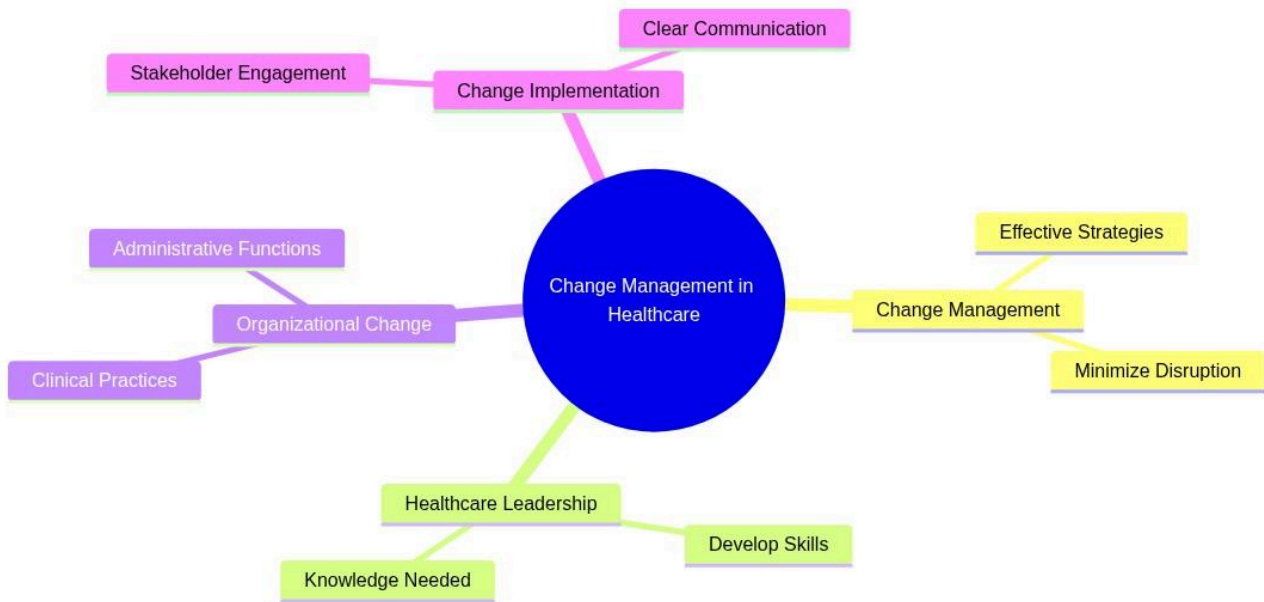 Clear Communication
Stakeholder Engagement
Change Implementation
Effective Strategies
Administrative Functions
Change Management in
Healthcare
Change Management
Organizational Change
Minimize Disruption
Clinical Practices
Healthcare Leadership
Develop Skills
Knowledge Needed